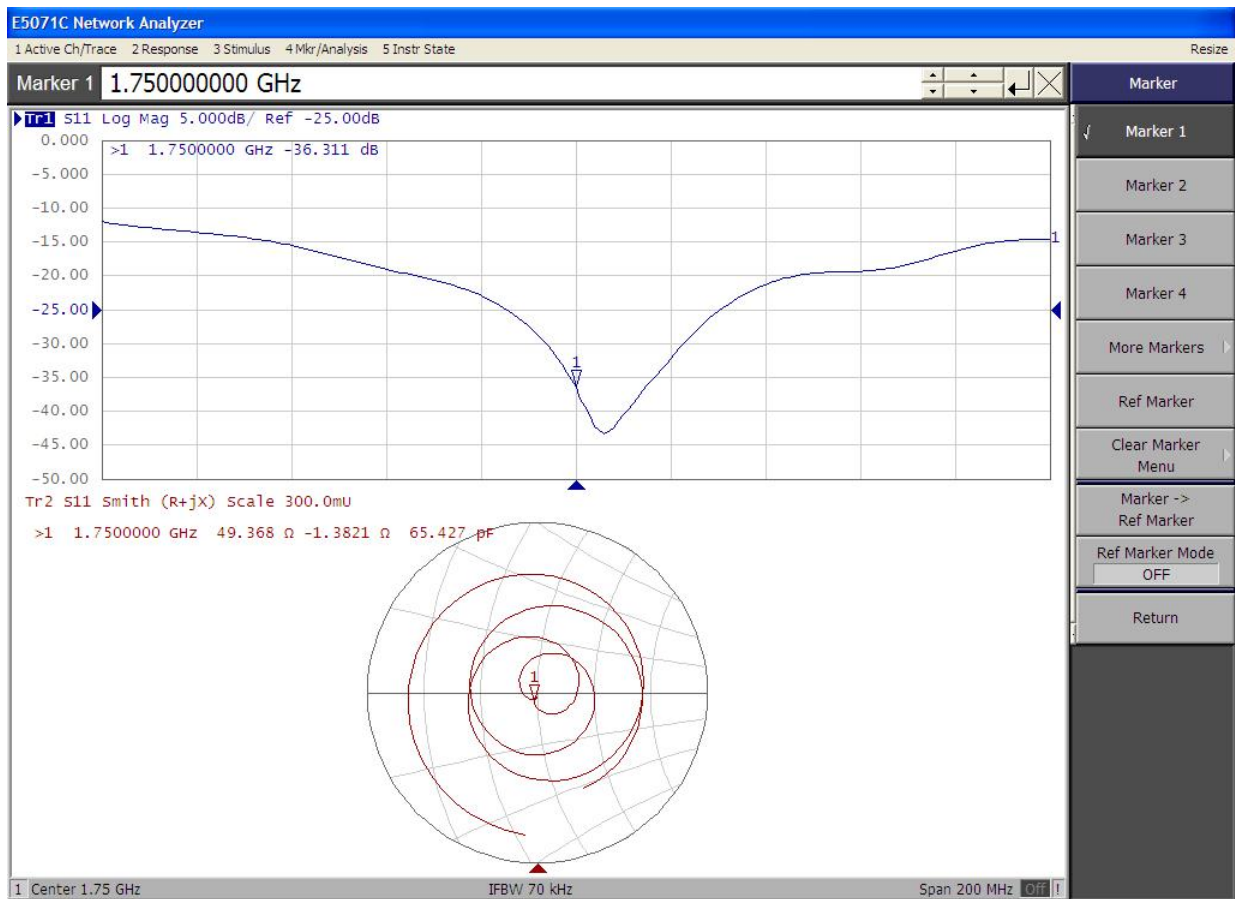 E5071C Network Analyzer
1 Active Ch/Trace 2 Response 3 Stimulus 4 Mkr/Analysis 5 Instr State Resize
Marker 1 1.750000000 GHz
Tr1 S11 Log Mag 5.000dB/ Ref -25.00dB
>1 1.7500000 GHz -36.311 dB
0.000
-5.000
-10.00
-15.00
-20.00
-25.00
-30.00
-35.00
-40.00
-45.00
-50.00
1
1
Tr2 S11 Smith (R+jX) Scale 300.0mU
>1 1.7500000 GHz 49.368 Ω -1.3821 Ω 65.427 pF
1
1 Center 1.75 GHz IFBW 70 kHz Span 200 MHz Off !
Marker
√ Marker 1
Marker 2
Marker 3
Marker 4
More Markers
Ref Marker
Clear Marker
Menu
Marker ->
Ref Marker
Ref Marker Mode
OFF
Return